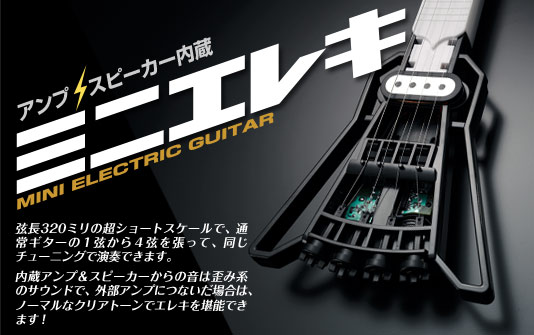 アンプ⚡スピーカー内蔵
ミニエレキ
MINI ELECTRIC GUITAR
弦長320ミリの超ショートスケールで、通
常ギターの１弦から４弦を張って、同じ
チューニングで演奏できます。
内蔵アンプ＆スピーカーからの音は歪み系
のサウンドで、外部アンプにつないだ場合は、
ノーマルなクリアトーンでエレキを堪能でき
ます！